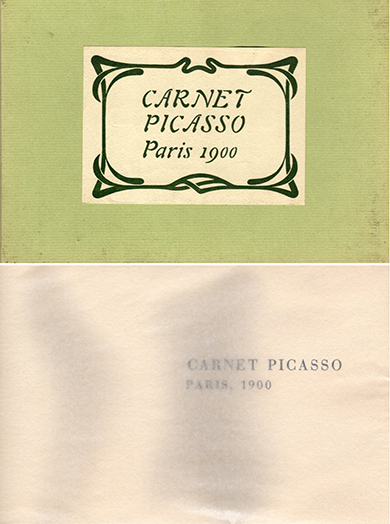 CARNET
PICASSO
Paris 1900
CARNET PICASSO
PARIS, 1900